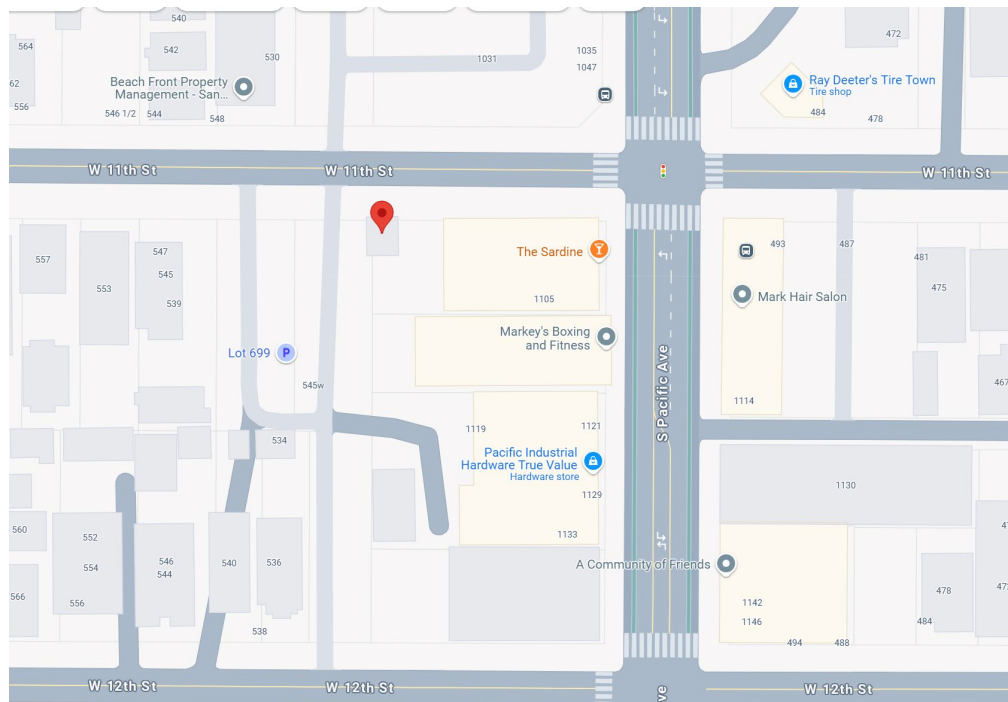 540
564
542
530
62
556
Beach Front Property
Management - San...
546 1/2
544
548
1031
1035
1047
472
Ray Deeter's Tire Town
Tire shop
484
478
W 11th St
W 11th St
W 11th St
557
553
547
545
539
The Sardine
1105
Markey's Boxing
and Fitness
493
487
481
475
Mark Hair Salon
Lot 699
P
545w
S Pacific Ave
1114
467
534
1119
1121
Pacific Industrial
Hardware True Value
Hardware store
1129
1133
1130
560
552
554
556
566
546
544
540
536
538
A Community of Friends
1142
1146
494
488
478
484
47
W 12th St
W 12th St
ve
W 12th St